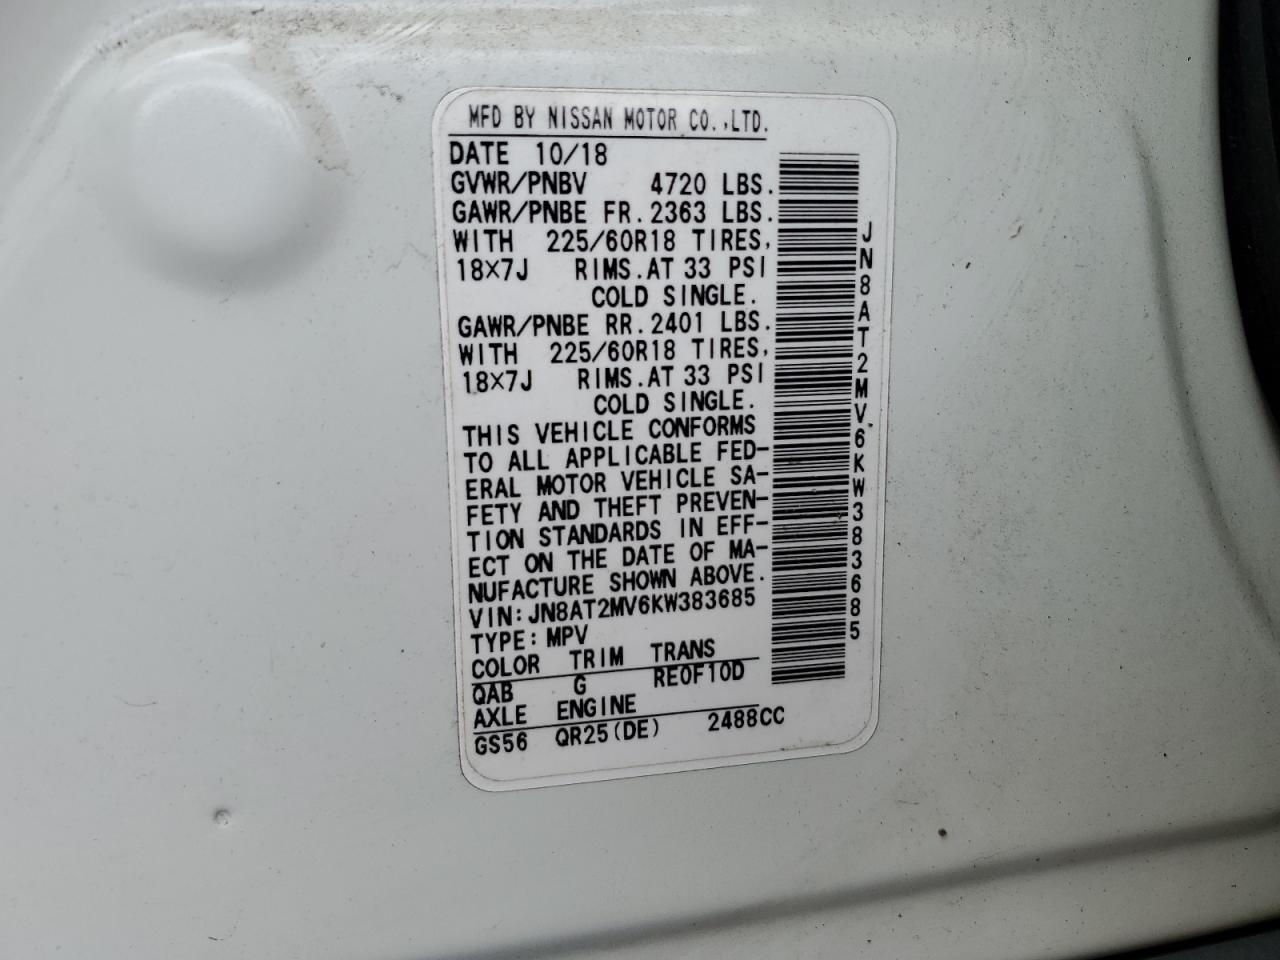 MFD BY NISSAN MOTOR CO.,LTD.
DATE 10/18
GVWR/PNBV 4720 LBS.
GAWR/PNBE FR.2363 LBS.
WITH 225/60R18 TIRES,
18×7J RIMS.AT 33 PSI
COLD SINGLE.
GAWR/PNBE RR.2401 LBS.
WITH 225/60R18 TIRES,
18×7J RIMS.AT 33 PSI
COLD SINGLE.
THIS VEHICLE CONFORMS
TO ALL APPLICABLE FED-
ERAL MOTOR VEHICLE SA-
FETY AND THEFT PREVEN-
TION STANDARDS IN EFF-
ECT ON THE DATE OF MA-
NUFACTURE SHOWN ABOVE.
VIN:JN8AT2MV6KW383685
TYPE:MPV
COLOR TRIM TRANS
QAB G RE0F10D
AXLE ENGINE
GS56 QR25(DE) 2488CC
JN8AT2MV6KW383685